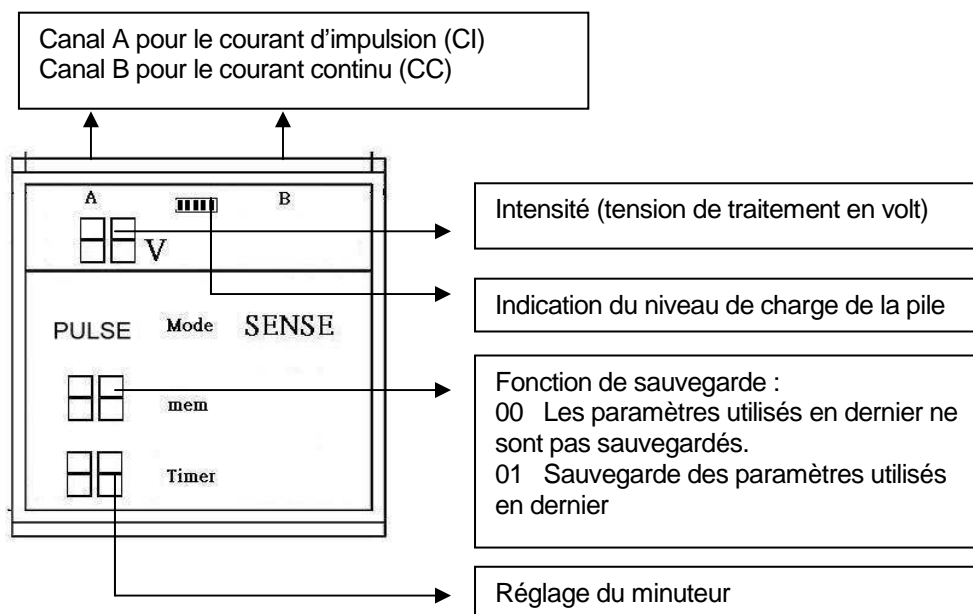 Canal A pour le courant d’impulsion (CI)
Canal B pour le courant continu (CC)
A
B
V
Intensité (tension de traitement en volt)
Indication du niveau de charge de la pile
PULSE Mode SENSE
mem
Fonction de sauvegarde :
00 Les paramètres utilisés en dernier ne
sont pas sauvegardés.
01 Sauvegarde des paramètres utilisés
en dernier
Timer
Réglage du minuteur